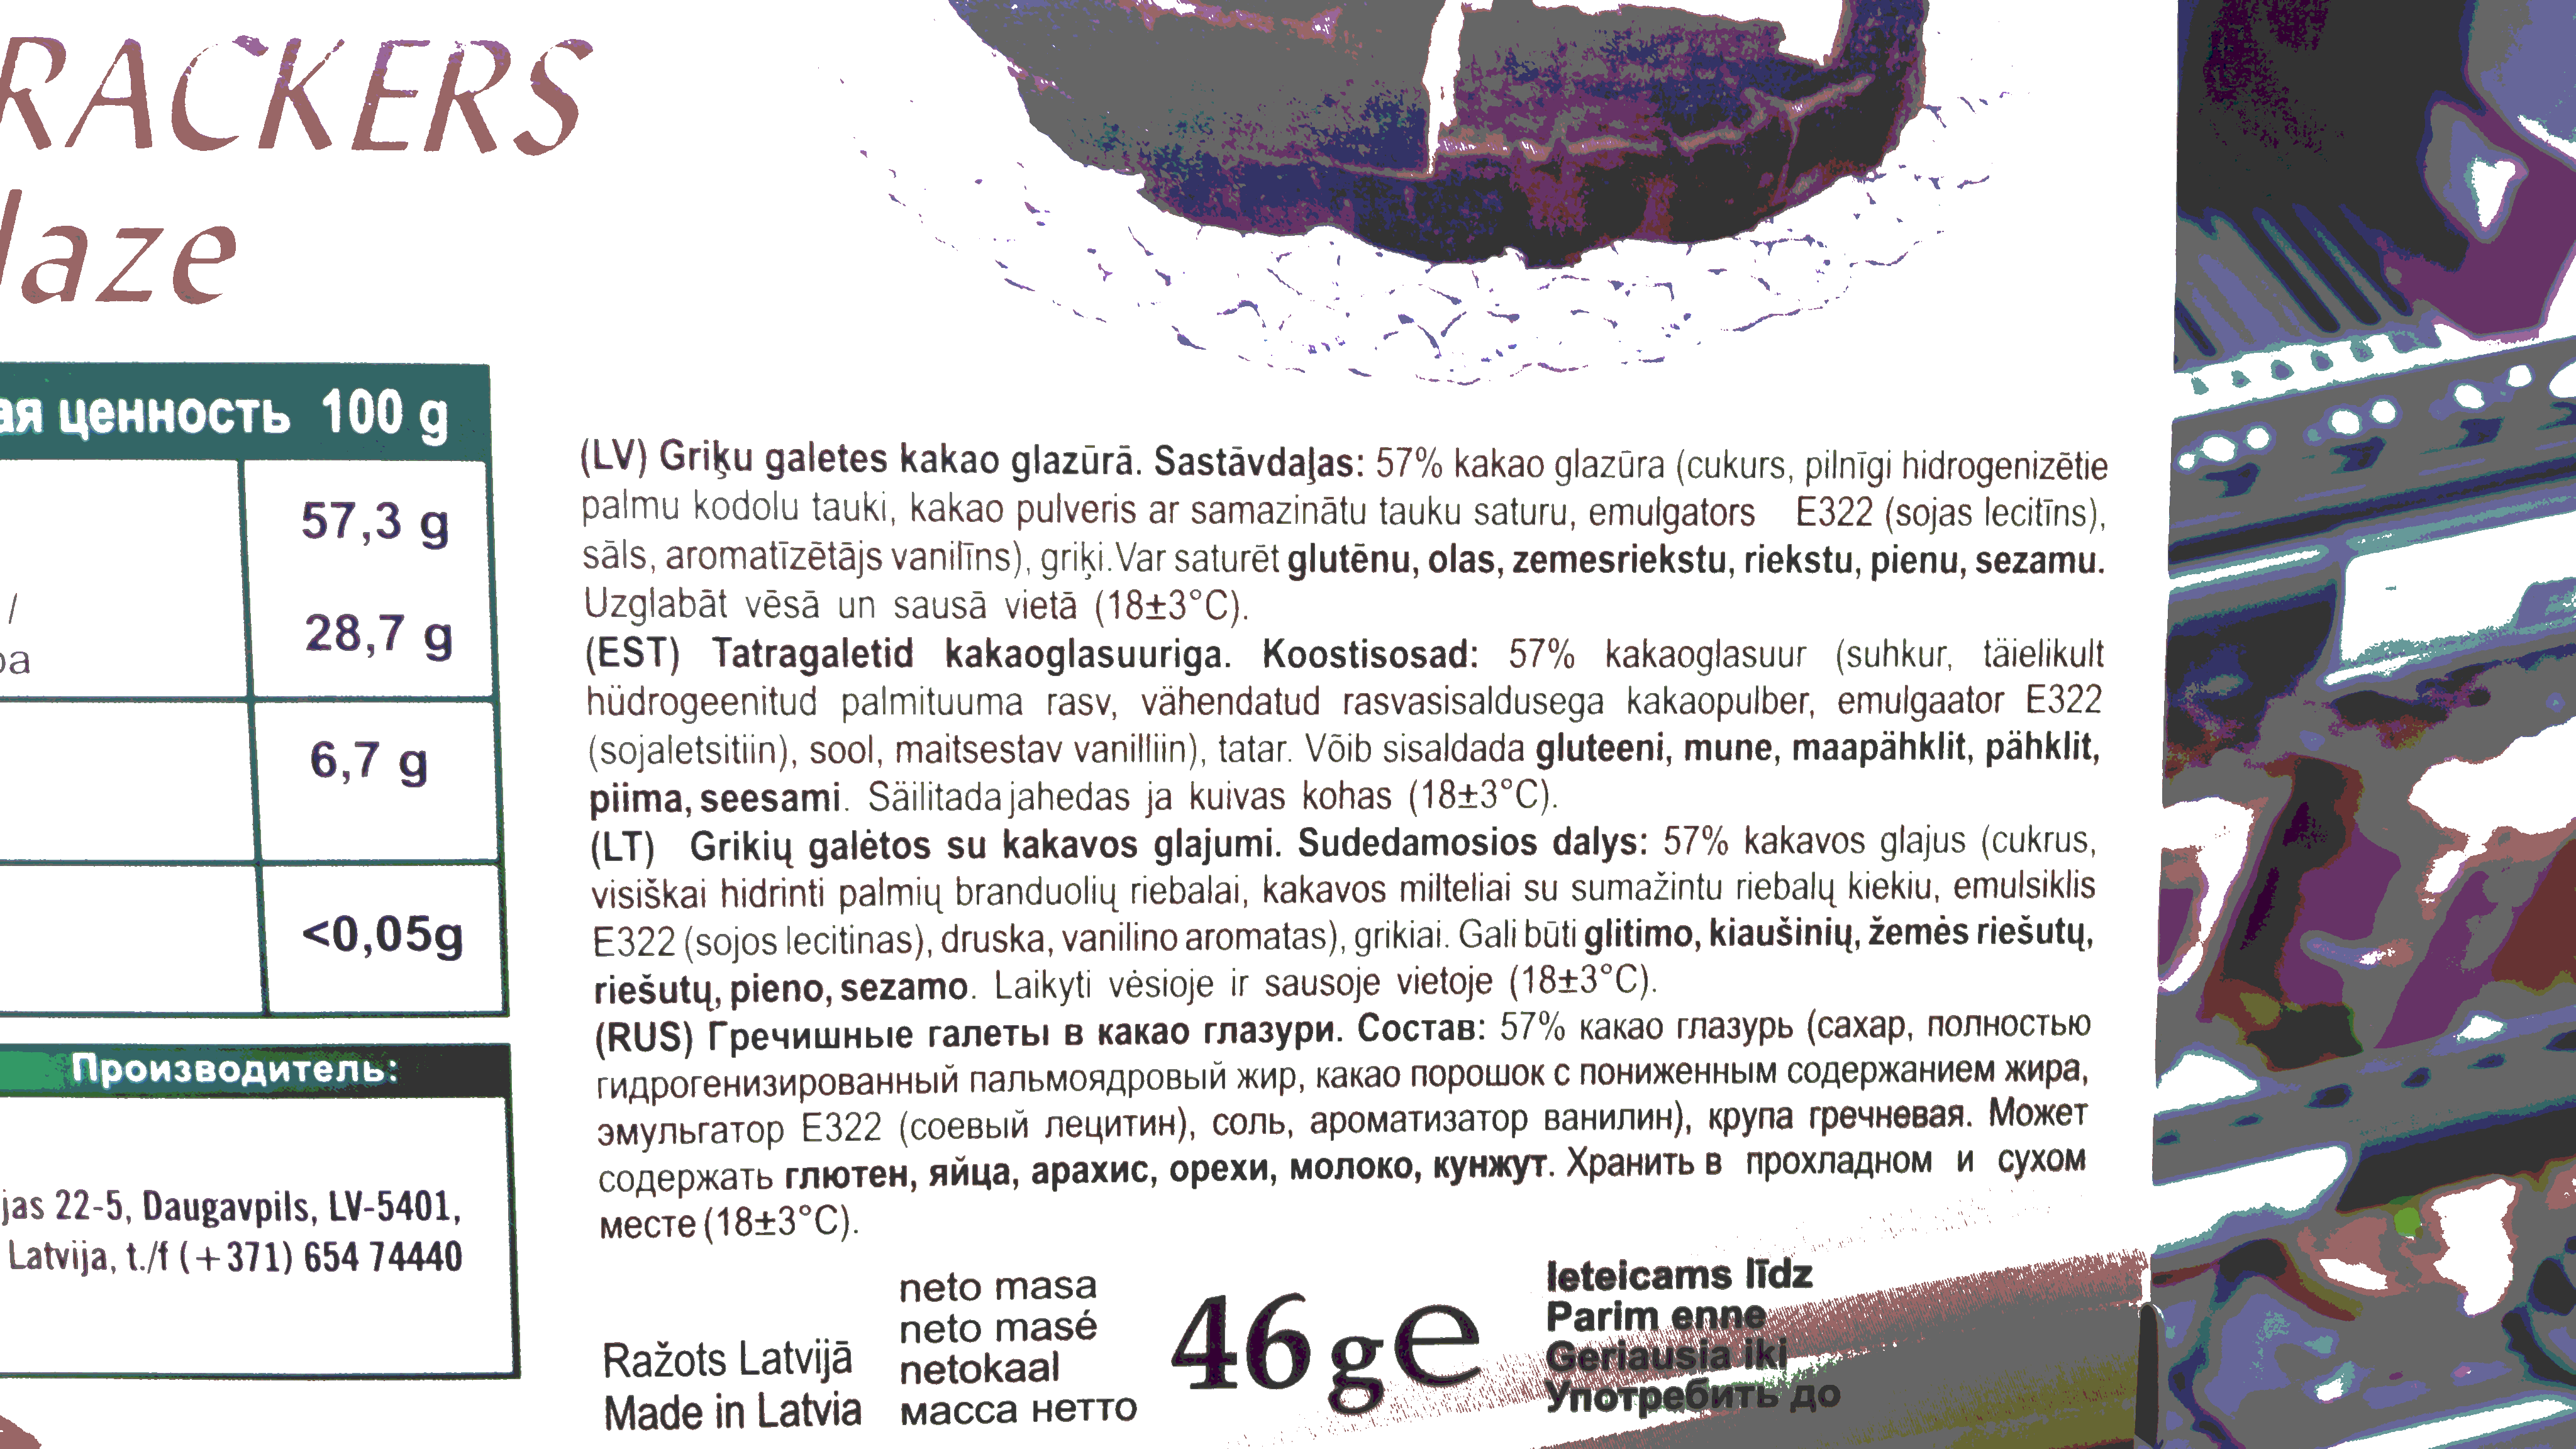 RACKERS
laze
ая ценность 100 g
57,3 g
/
28,7 g
ра
6,7 g
<0,05g
Производитель:
jas 22-5, Daugavpils, LV-5401,
Latvija, t./f (+371) 654 74440
(LV) Griķu galetes kakao glazūrā. Sastāvdaļas: 57% kakao glazūra (cukurs, pilnīgi hidrogenizētie
palmu kodolu tauki, kakao pulveris ar samazinātu tauku saturu, emulgators E322 (sojas lecitīns),
sāls, aromatīzētājs vanilīns), griķi. Var saturēt glutēnu, olas, zemesriekstu, riekstu, pienu, sezamu.
Uzglabāt vēsā un sausā vietā (18±3°C).
(EST) Tatragaletid kakaoglasuuriga. Koostisosad: 57% kakaoglasuur (suhkur, täielikult
hüdrogeenitud palmituuma rasv, vähendatud rasvasisaldusega kakaopulber, emulgaator E322
(sojaletsitiin), sool, maitsestav vanilliin), tatar. Võib sisaldada gluteeni, mune, maapähklit, pähklit,
piima, seesami. Säilitada jahedas ja kuivas kohas (18±3°C).
(LT) Grikių galėtos su kakavos glajumi. Sudedamosios dalys: 57% kakavos glajus (cukrus,
visiškai hidrinti palmių branduolių riebalai, kakavos milteliai su sumažintu riebalų kiekiu, emulsiklis
E322 (sojos lecitinas), druska, vanilino aromatas), grikiai. Gali būti glitimo, kiaušinių, žemės riešutų,
riešutų, pieno, sezamo. Laikyti vėsioje ir sausoje vietoje (18±3°C).
(RUS) Гречишные галеты в какао глазури. Состав: 57% какао глазурь (сахар, полностью
гидрогенизированный пальмоядровый жир, какао порошок с пониженным содержанием жира,
эмульгатор E322 (соевый лецитин), соль, ароматизатор ванилин), крупа гречневая. Может
содержать глютен, яйца, арахис, орехи, молоко, кунжут. Хранить в прохладном и сухом
месте (18±3°C).
Ražots Latvijā
Made in Latvia
neto masa
neto masé
netokaal
масса нетто
46 g e
Ieteicams līdz
Parim enne
Geriausia iki
Употребить до